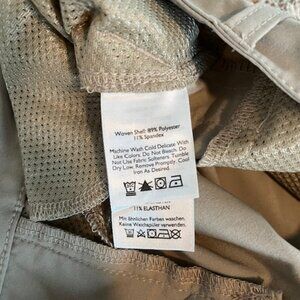 Woven Shell: 89% Polyester
11% Spandex
Machine Wash Cold Delicate With
Like Colors. Do Not Bleach. Do
Not Use Fabric Softeners. Tumble
Dry Low. Remove Promptly. Cool
Iron As Desired.
11% ELASTHAN
Mit ähnlichen Farben waschen.
Keine Weichspüler verwenden.